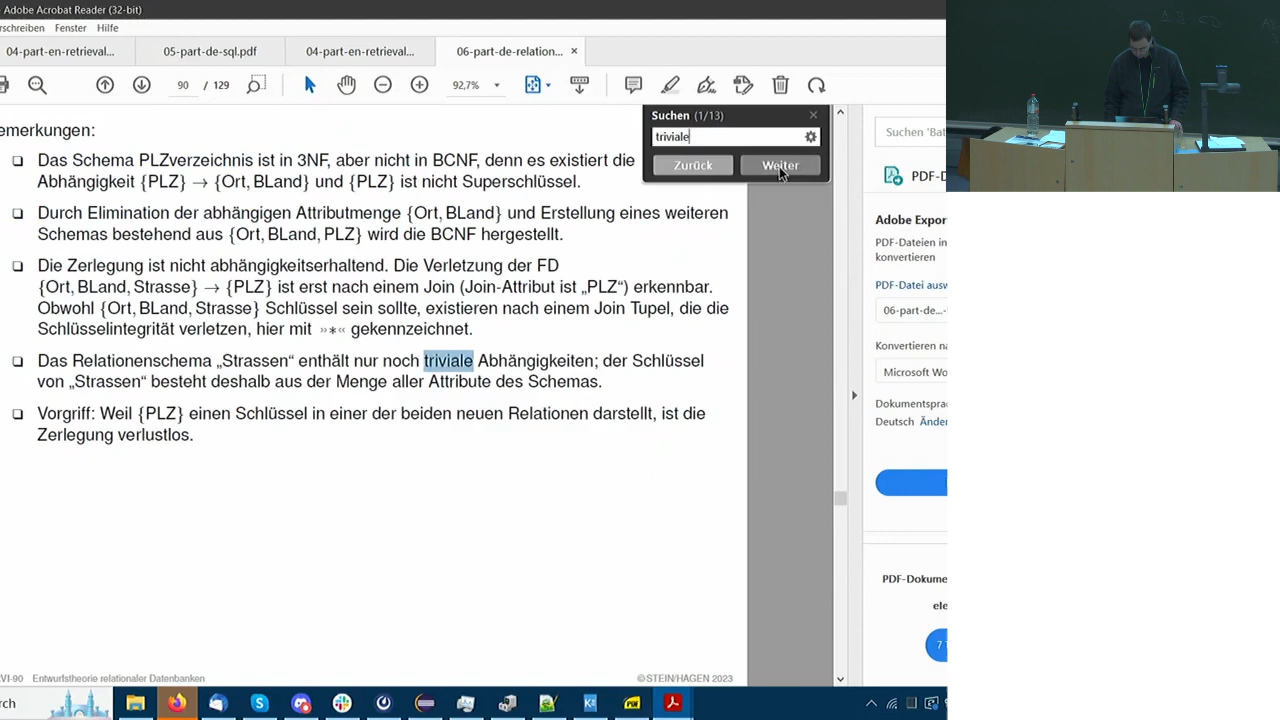 Adobe Acrobat Reader (32-bit)
Fenster Hilfe
04-part-en-retrieval... 05-part-de-sql.pdf 04-part-en-retrieval... 06-part-de-relation... ×
90 / 129 92,7%
Suchen (1/13)
triviale
Zurück Weiter
emerkungen:
❑ Das Schema PLZverzeichnis ist in 3NF, aber nicht in BCNF, denn es existiert die
Abhängigkeit {PLZ} → {Ort, BLand} und {PLZ} ist nicht Superschlüssel.
❑ Durch Elimination der abhängigen Attributmenge {Ort, BLand} und Erstellung eines weiteren
Schemas bestehend aus {Ort, BLand, PLZ} wird die BCNF hergestellt.
❑ Die Zerlegung ist nicht abhängigkeitserhaltend. Die Verletzung der FD
{Ort, BLand, Strasse} → {PLZ} ist erst nach einem Join (Join-Attribut ist „PLZ“) erkennbar.
Obwohl {Ort, BLand, Strasse} Schlüssel sein sollte, existieren nach einem Join Tupel, die die
Schlüsselintegrität verletzen, hier mit »∗« gekennzeichnet.
❑ Das Relationenschema „Strassen“ enthält nur noch triviale Abhängigkeiten; der Schlüssel
von „Strassen“ besteht deshalb aus der Menge aller Attribute des Schemas.
❑ Vorgriff: Weil {PLZ} einen Schlüssel in einer der beiden neuen Relationen darstellt, ist die
Zerlegung verlustlos.
VI-90 Entwurfstheorie relationaler Datenbanken ©STEIN/HAGEN 2023
Suchen 'Bat
PDF-D
Adobe Expor
PDF-Dateien in
konvertieren
PDF-Datei ausw
06-part-de...-
Konvertieren na
Microsoft Wo
Dokumentsprac
Deutsch Änder
PDF-Dokume
ele
7 T
rch